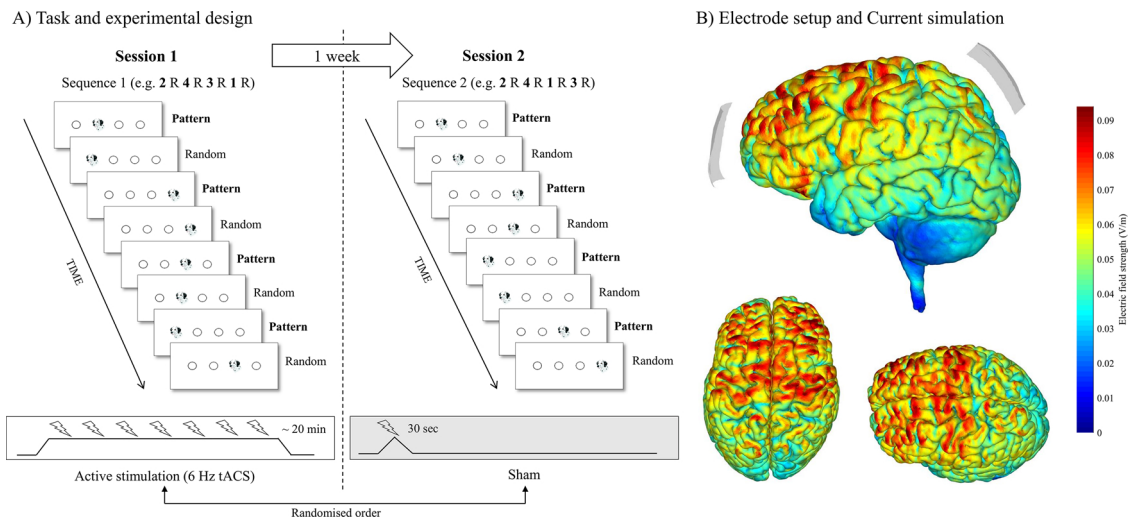 A) Task and experimental design
Session 1
1 week
Session 2
Sequence 1 (e.g. 2 R 4 R 3 R 1 R)
Sequence 2 (e.g. 2 R 4 R 1 R 3 R)
Pattern
Random
Pattern
Random
Pattern
Random
Pattern
Random
TIME
Pattern
Random
Pattern
Random
Pattern
Random
Pattern
Random
TIME
~ 20 min
30 sec
Active stimulation (6 Hz tACS)
Sham
Randomised order
B) Electrode setup and Current simulation
0.09
0.08
0.07
0.06
0.05
0.04
0.03
0.02
0.01
0
Electric field strength (V/m)